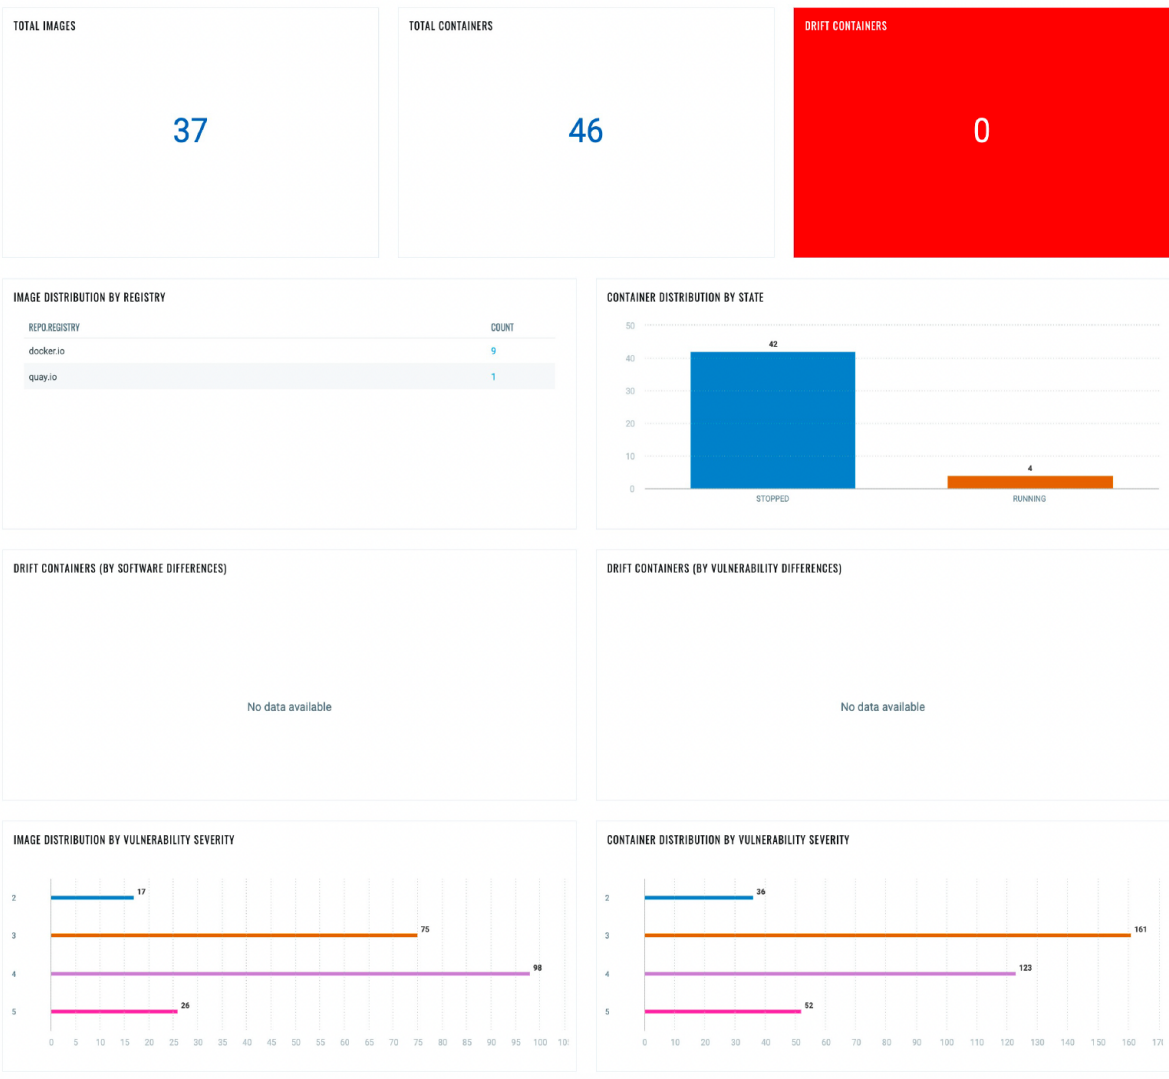 TOTAL IMAGES
37
TOTAL CONTAINERS
46
DRIFT CONTAINERS
0
IMAGE DISTRIBUTION BY REGISTRY
REPO.REGISTRY COUNT
docker.io 9
quay.io 1
CONTAINER DISTRIBUTION BY STATE
50
40
30
20
10
0
42
4
STOPPED RUNNING
DRIFT CONTAINERS (BY SOFTWARE DIFFERENCES)
No data available
DRIFT CONTAINERS (BY VULNERABILITY DIFFERENCES)
No data available
IMAGE DISTRIBUTION BY VULNERABILITY SEVERITY
2 17
3 75
4 98
5 26
0 5 10 15 20 25 30 35 40 45 50 55 60 65 70 75 80 85 90 95 100
CONTAINER DISTRIBUTION BY VULNERABILITY SEVERITY
2 36
3 161
4 123
5 52
0 10 20 30 40 50 60 70 80 90 100 110 120 130 140 150 160